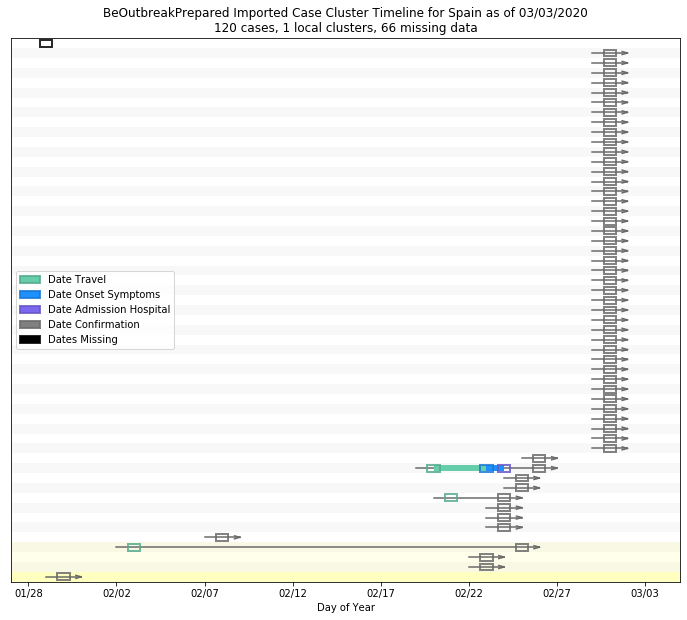 BeOutbreakPrepared Imported Case Cluster Timeline for Spain as of 03/03/2020
120 cases, 1 local clusters, 66 missing data
Date Travel
Date Onset Symptoms
Date Admission Hospital
Date Confirmation
Dates Missing
01/28 02/02 02/07 02/12 02/17 02/22 02/27 03/03
Day of Year